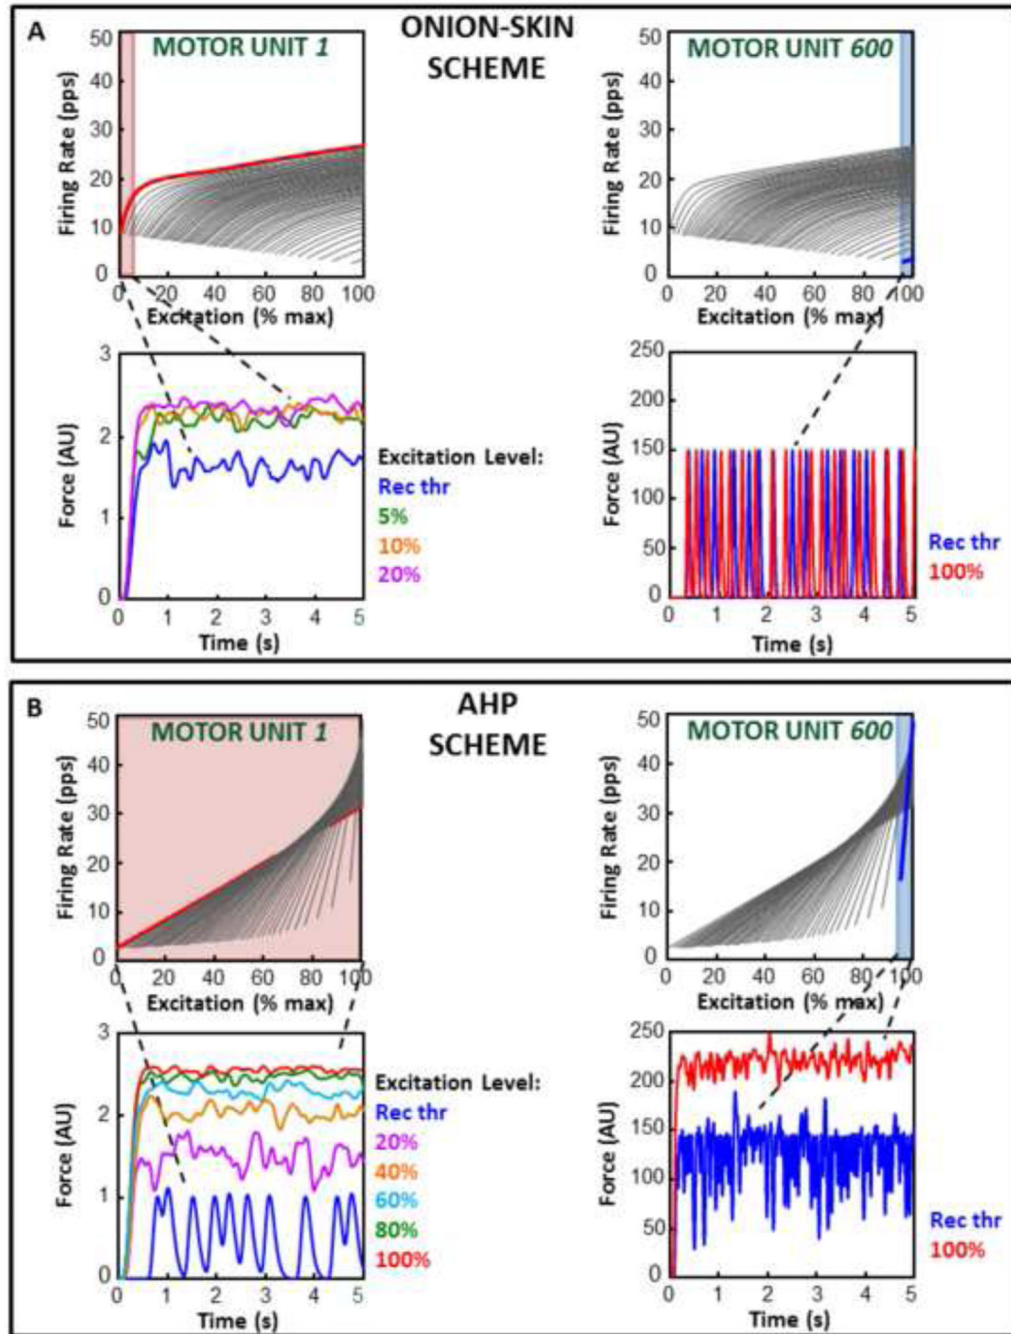 A
ONION-SKIN
SCHEME
MOTOR UNIT 1
50
40
30
20
10
0
Firing Rate (pps)
0 20 40 60 80 100
Excitation (% max)
MOTOR UNIT 600
50
40
30
20
10
0
Firing Rate (pps)
0 20 40 60 80 100
Excitation (% max)
3
2
1
0
Force (AU)
0 1 2 3 4 5
Time (s)
Excitation Level:
Rec thr
5%
10%
20%
250
200
150
100
50
0
Force (AU)
0 1 2 3 4 5
Time (s)
Rec thr
100%
B
AHP
SCHEME
MOTOR UNIT 1
50
40
30
20
10
0
Firing Rate (pps)
0 20 40 60 80 100
Excitation (% max)
MOTOR UNIT 600
50
40
30
20
10
0
Firing Rate (pps)
0 20 40 60 80 100
Excitation (% max)
3
2
1
0
Force (AU)
0 1 2 3 4 5
Time (s)
Excitation Level:
Rec thr
20%
40%
60%
80%
100%
250
200
150
100
50
0
Force (AU)
0 1 2 3 4 5
Time (s)
Rec thr
100%